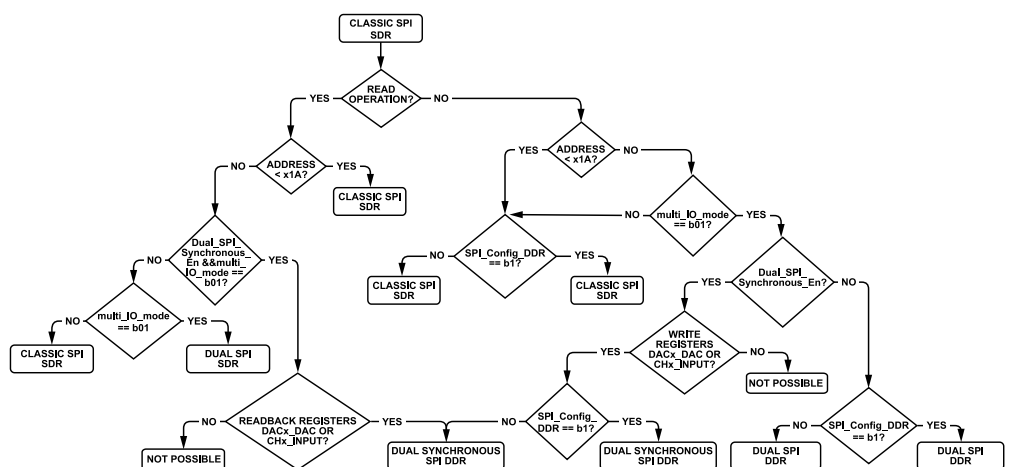 CLASSIC SPI
SDR
READ
OPERATION?
YES
NO
ADDRESS
< x1A?
NO
YES
CLASSIC SPI
SDR
ADDRESS
< x1A?
YES
NO
multi_IO_mode
== b01?
NO
YES
Dual_SPI_
Synchronous_
En &&multi_
IO_mode ==
b01?
NO
YES
SPI_Config_DDR
== b1?
NO
YES
CLASSIC SPI
SDR
CLASSIC SPI
SDR
Dual_SPI_
Synchronous_En?
YES
NO
multi_IO_mode
== b01
NO
YES
CLASSIC SPI
SDR
DUAL SPI
SDR
WRITE
REGISTERS
DACx_DAC OR
CHx_INPUT?
YES
NO
NOT POSSIBLE
READBACK REGISTERS
DACx_DAC OR
CHx_INPUT?
NO
YES
NOT POSSIBLE
SPI_Config_
DDR == b1?
NO
YES
DUAL SYNCHRONOUS
SPI DDR
DUAL SYNCHRONOUS
SPI DDR
SPI_Config_DDR
== b1?
NO
YES
DUAL SPI
DDR
DUAL SPI
DDR